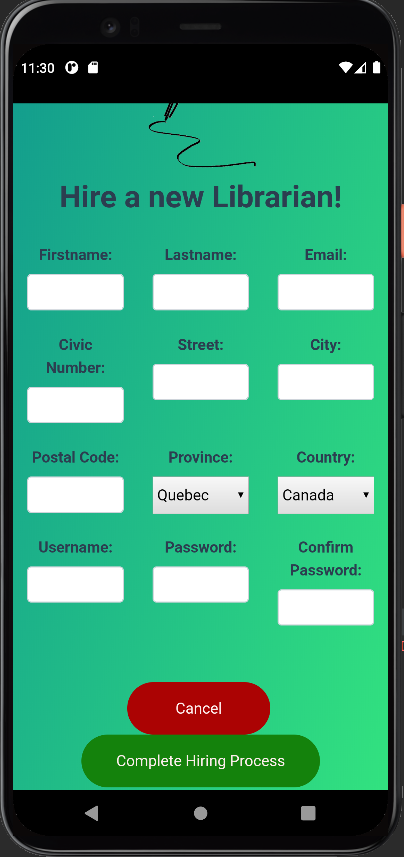 11:30
Hire a new Librarian!
Firstname: Lastname: Email:
Civic Number: Street: City:
Postal Code: Province: Country:
Quebec Canada
Username: Password: Confirm Password:
Cancel
Complete Hiring Process